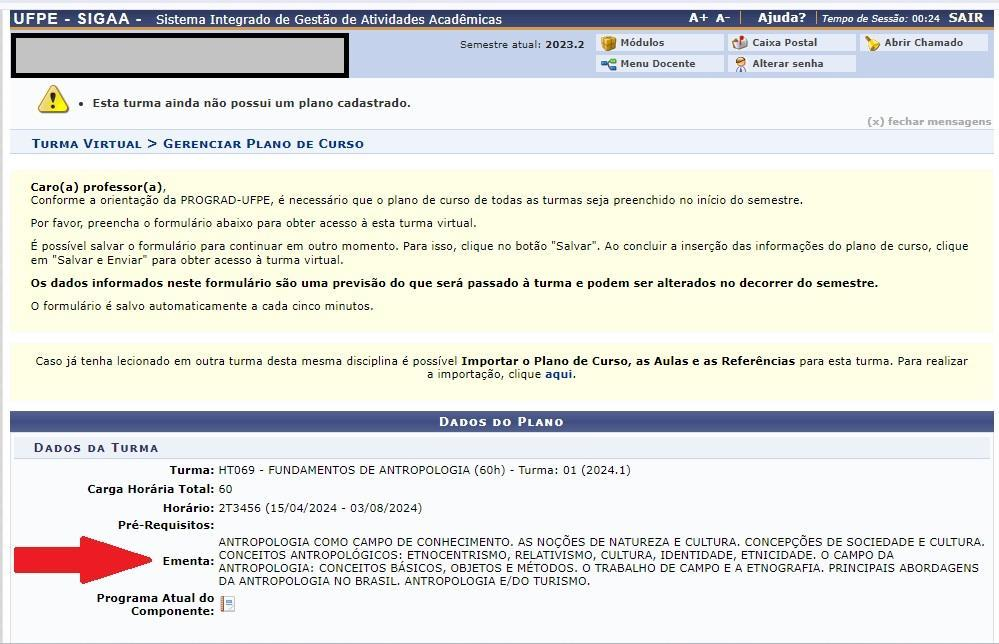 UFPE - SIGAA - Sistema Integrado de Gestão de Atividades Acadêmicas
A+ A- Ajuda? Tempo de Sessão: 00:24 SAIR
Semestre atual: 2023.2
Módulos Caixa Postal Abrir Chamado
Menu Docente Alterar senha
• Esta turma ainda não possui um plano cadastrado.
(x) fechar mensagens
Turma Virtual > Gerenciar Plano de Curso
Caro(a) professor(a),
Conforme a orientação da PROGRAD-UFPE, é necessário que o plano de curso de todas as turmas seja preenchido no início do semestre.
Por favor, preencha o formulário abaixo para obter acesso à esta turma virtual.
É possível salvar o formulário para continuar em outro momento. Para isso, clique no botão "Salvar". Ao concluir a inserção das informações do plano de curso, clique
em "Salvar e Enviar" para obter acesso à turma virtual.
Os dados informados neste formulário são uma previsão do que será passado à turma e podem ser alterados no decorrer do semestre.
O formulário é salvo automaticamente a cada cinco minutos.
Caso já tenha lecionado em outra turma desta mesma disciplina é possível Importar o Plano de Curso, as Aulas e as Referências para esta turma. Para realizar
a importação, clique aqui.
Dados do Plano
Dados da Turma
Turma: HT069 - FUNDAMENTOS DE ANTROPOLOGIA (60h) - Turma: 01 (2024.1)
Carga Horária Total: 60
Horário: 2T3456 (15/04/2024 - 03/08/2024)
Pré-Requisitos:
Ementa: ANTROPOLOGIA COMO CAMPO DE CONHECIMENTO. AS NOÇÕES DE NATUREZA E CULTURA. CONCEPÇÕES DE SOCIEDADE E CULTURA.
CONCEITOS ANTROPOLÓGICOS: ETNOCENTRISMO, RELATIVISMO, CULTURA, IDENTIDADE, ETNICIDADE. O CAMPO DA
ANTROPOLOGIA: CONCEITOS BÁSICOS, OBJETOS E MÉTODOS. O TRABALHO DE CAMPO E A ETNOGRAFIA. PRINCIPAIS ABORDAGENS
DA ANTROPOLOGIA NO BRASIL. ANTROPOLOGIA E/DO TURISMO.
Programa Atual do
Componente: